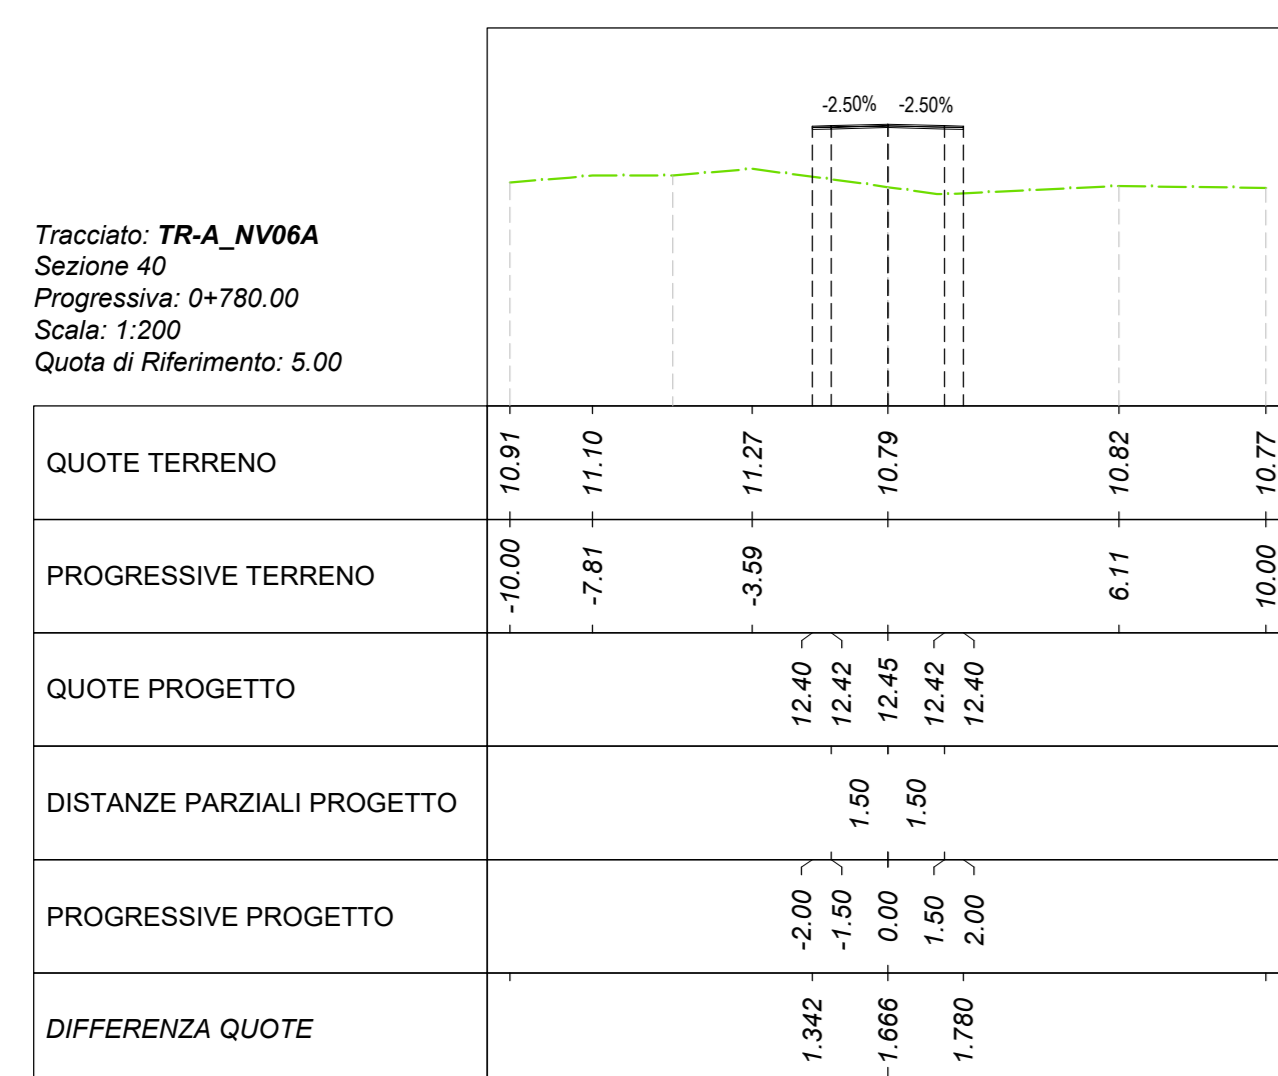 -2.50% -2.50%
Tracciato: TR-A_NV06A
Sezione 40
Progressiva: 0+780.00
Scala: 1:200
Quota di Riferimento: 5.00
QUOTE TERRENO 10.91 11.10 11.27 10.79 10.82 10.77
PROGRESSIVE TERRENO -10.00 -7.81 -3.59 6.11 10.00
QUOTE PROGETTO 12.40 12.42 12.45 12.42 12.40
DISTANZE PARZIALI PROGETTO 1.50 1.50
PROGRESSIVE PROGETTO -2.00 -1.50 0.00 1.50 2.00
DIFFERENZA QUOTE 1.342 1.666 1.780